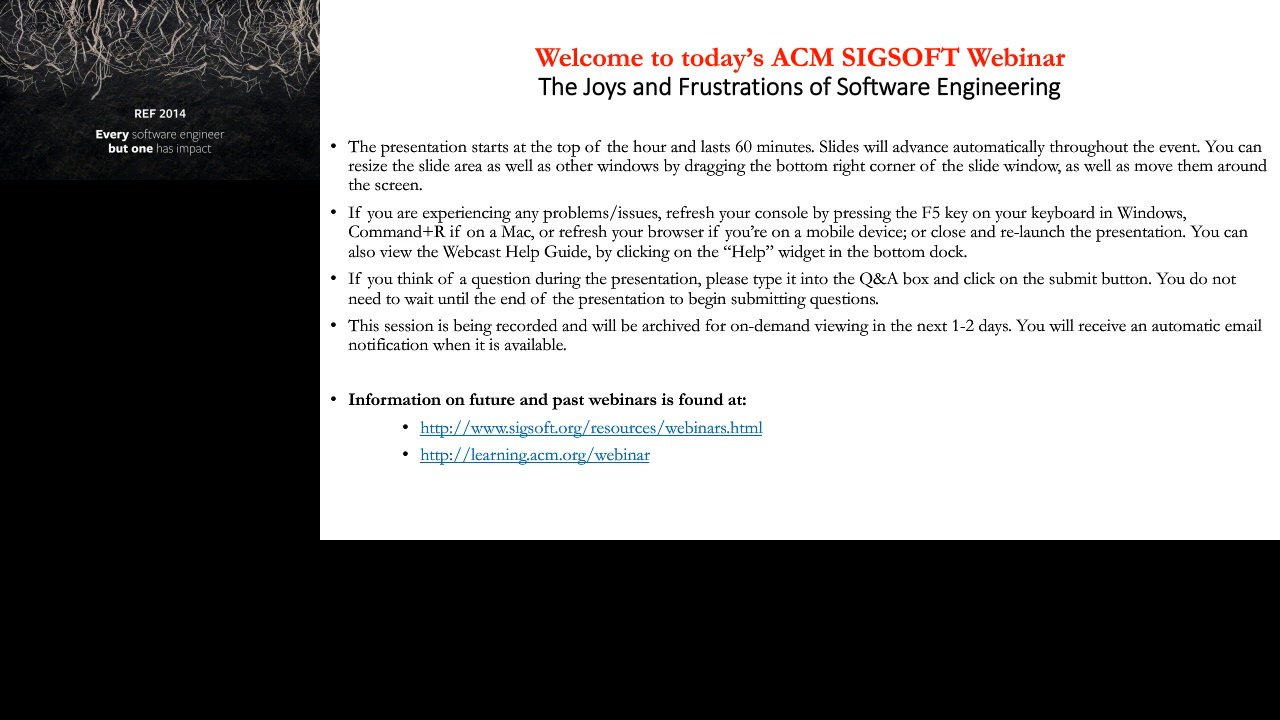 REF 2014
Every software engineer
but one has impact
Welcome to today’s ACM SIGSOFT Webinar
The Joys and Frustrations of Software Engineering
• The presentation starts at the top of the hour and lasts 60 minutes. Slides will advance automatically throughout the event. You can
resize the slide area as well as other windows by dragging the bottom right corner of the slide window, as well as move them around
the screen.
• If you are experiencing any problems/issues, refresh your console by pressing the F5 key on your keyboard in Windows,
Command+R if on a Mac, or refresh your browser if you’re on a mobile device; or close and re-launch the presentation. You can
also view the Webcast Help Guide, by clicking on the “Help” widget in the bottom dock.
• If you think of a question during the presentation, please type it into the Q&A box and click on the submit button. You do not
need to wait until the end of the presentation to begin submitting questions.
• This session is being recorded and will be archived for on-demand viewing in the next 1-2 days. You will receive an automatic email
notification when it is available.
• Information on future and past webinars is found at:
• http://www.sigsoft.org/resources/webinars.html
• http://learning.acm.org/webinar